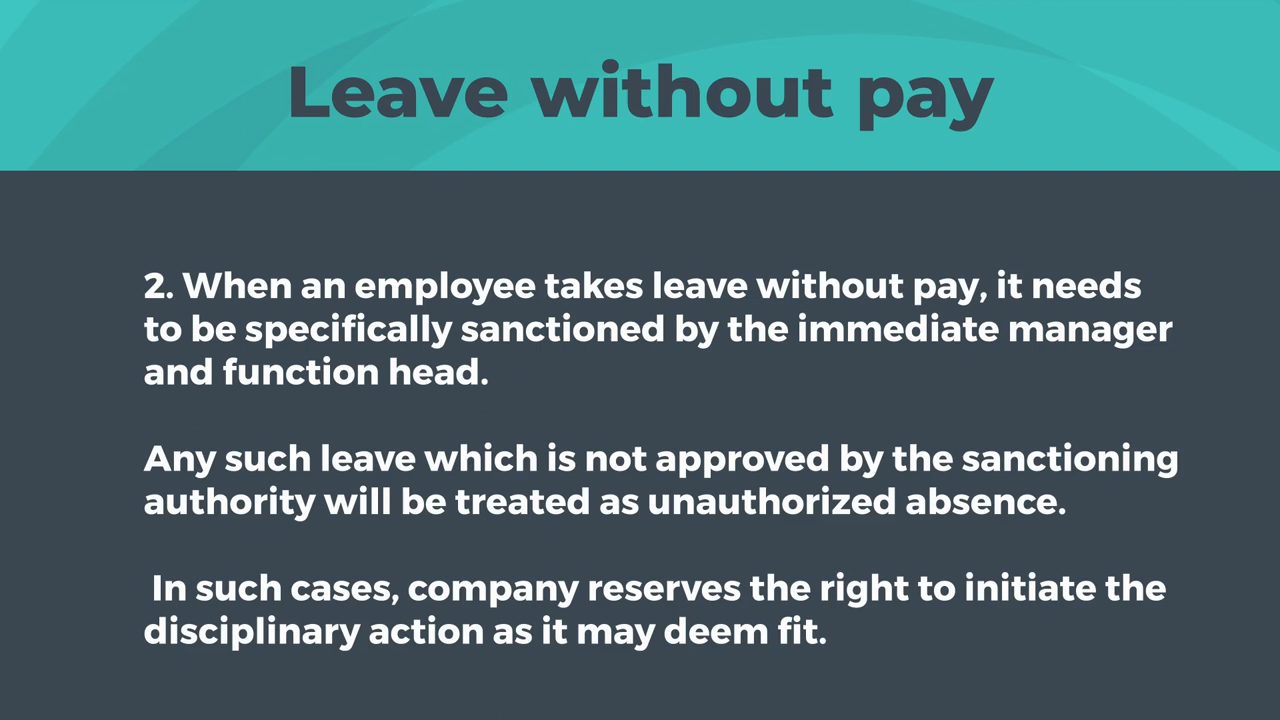 Leave without pay
2. When an employee takes leave without pay, it needs
to be specifically sanctioned by the immediate manager
and function head.
Any such leave which is not approved by the sanctioning
authority will be treated as unauthorized absence.
In such cases, company reserves the right to initiate the
disciplinary action as it may deem fit.